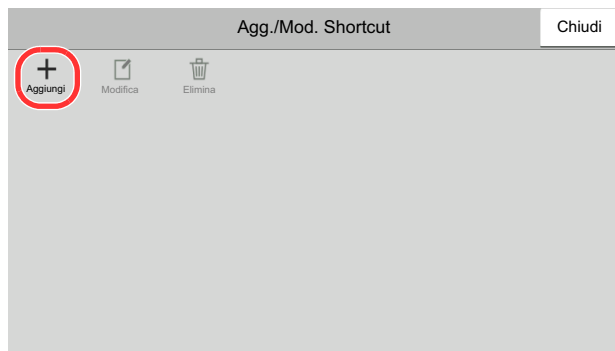 Agg./Mod. Shortcut
Chiudi
Aggiungi
Modifica
Elimina